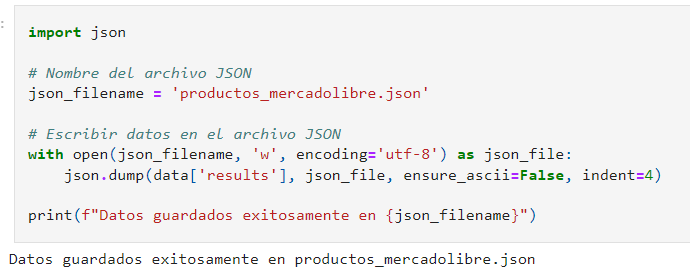 :
import json

# Nombre del archivo JSON
json_filename = 'productos_mercadolibre.json'

# Escribir datos en el archivo JSON
with open(json_filename, 'w', encoding='utf-8') as json_file:
    json.dump(data['results'], json_file, ensure_ascii=False, indent=4)

print(f"Datos guardados exitosamente en {json_filename}")
Datos guardados exitosamente en productos_mercadolibre.json